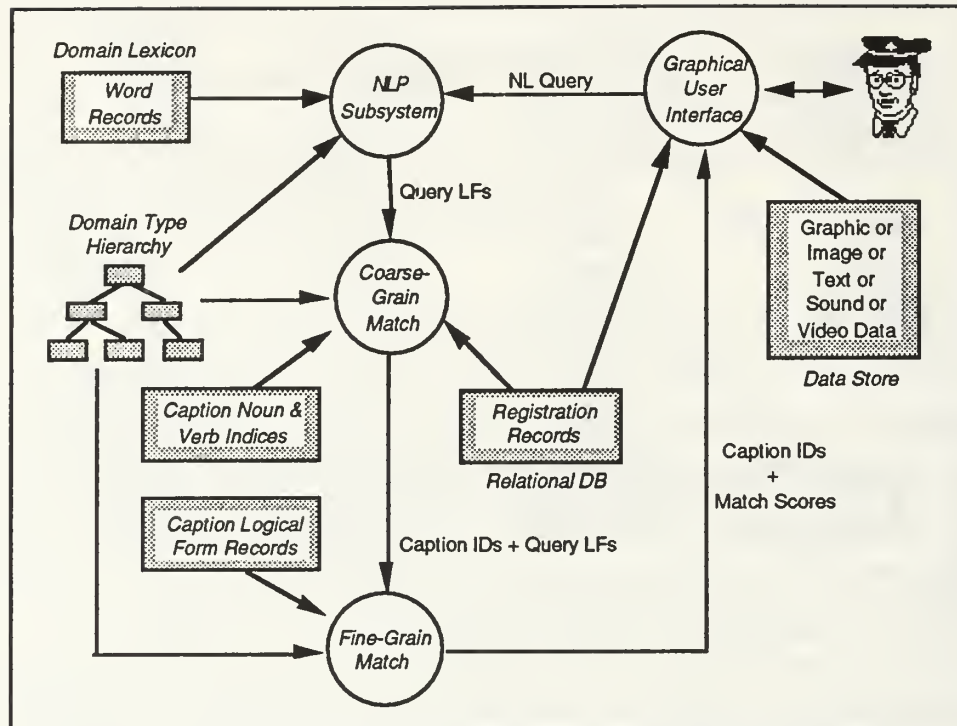 Domain Lexicon
Word
Records
NLP
Subsystem
NL Query
Graphical
User
Interface
Query LFs
Domain Type
Hierarchy
Coarse-
Grain
Match
Graphic or
Image or
Text or
Sound or
Video Data
Data Store
Caption Noun &
Verb Indices
Registration
Records
Relational DB
Caption IDs
+
Match Scores
Caption Logical
Form Records
Caption IDs + Query LFs
Fine-Grain
Match